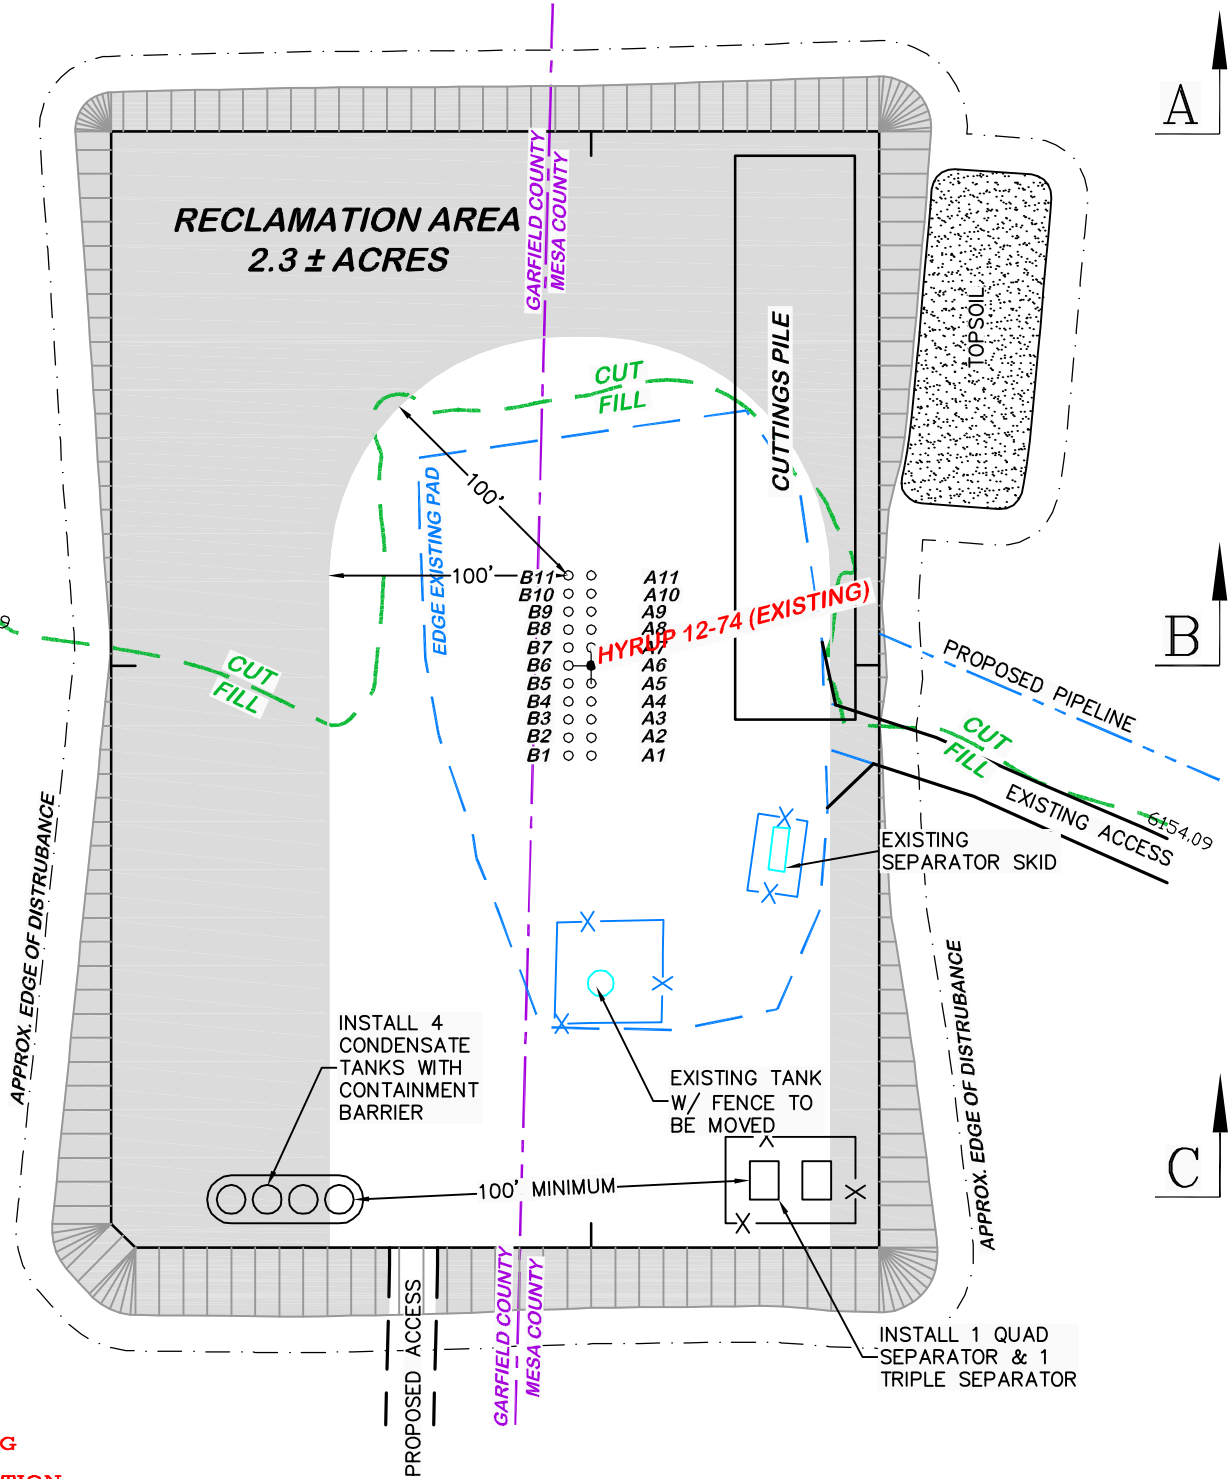 A
GARFIELD COUNTY
MESA COUNTY
RECLAMATION AREA
2.3 ± ACRES
TOPSOIL
CUTTINGS PILE
CUT
FILL
EDGE EXISTING PAD
100'
100'
B11 A11
B10 A10
B9 A9
B8 A8
B7 A7
B6 A6
B5 A5
B4 A4
B3 A3
B2 A2
B1 A1
HYRUP 12-74 (EXISTING)
9
B
CUT
FILL
PROPOSED PIPELINE
CUT
FILL
EXISTING ACCESS
6154.09
EXISTING
SEPARATOR SKID
APPROX. EDGE OF DISTRUBANCE
APPROX. EDGE OF DISTRUBANCE
INSTALL 4
CONDENSATE
TANKS WITH
CONTAINMENT
BARRIER
EXISTING TANK
W/ FENCE TO
BE MOVED
C
100' MINIMUM
GARFIELD COUNTY
MESA COUNTY
PROPOSED ACCESS
INSTALL 1 QUAD
SEPARATOR & 1
TRIPLE SEPARATOR
G